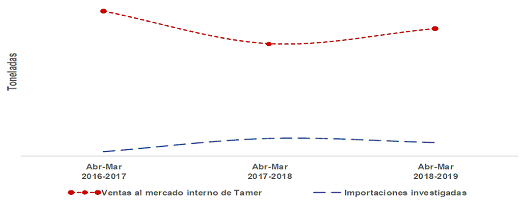 Toneladas
Abr-Mar Abr-Mar Abr-Mar
2016-2017 2017-2018 2018-2019
Ventas al mercado interno de Tamer Importaciones investigadas